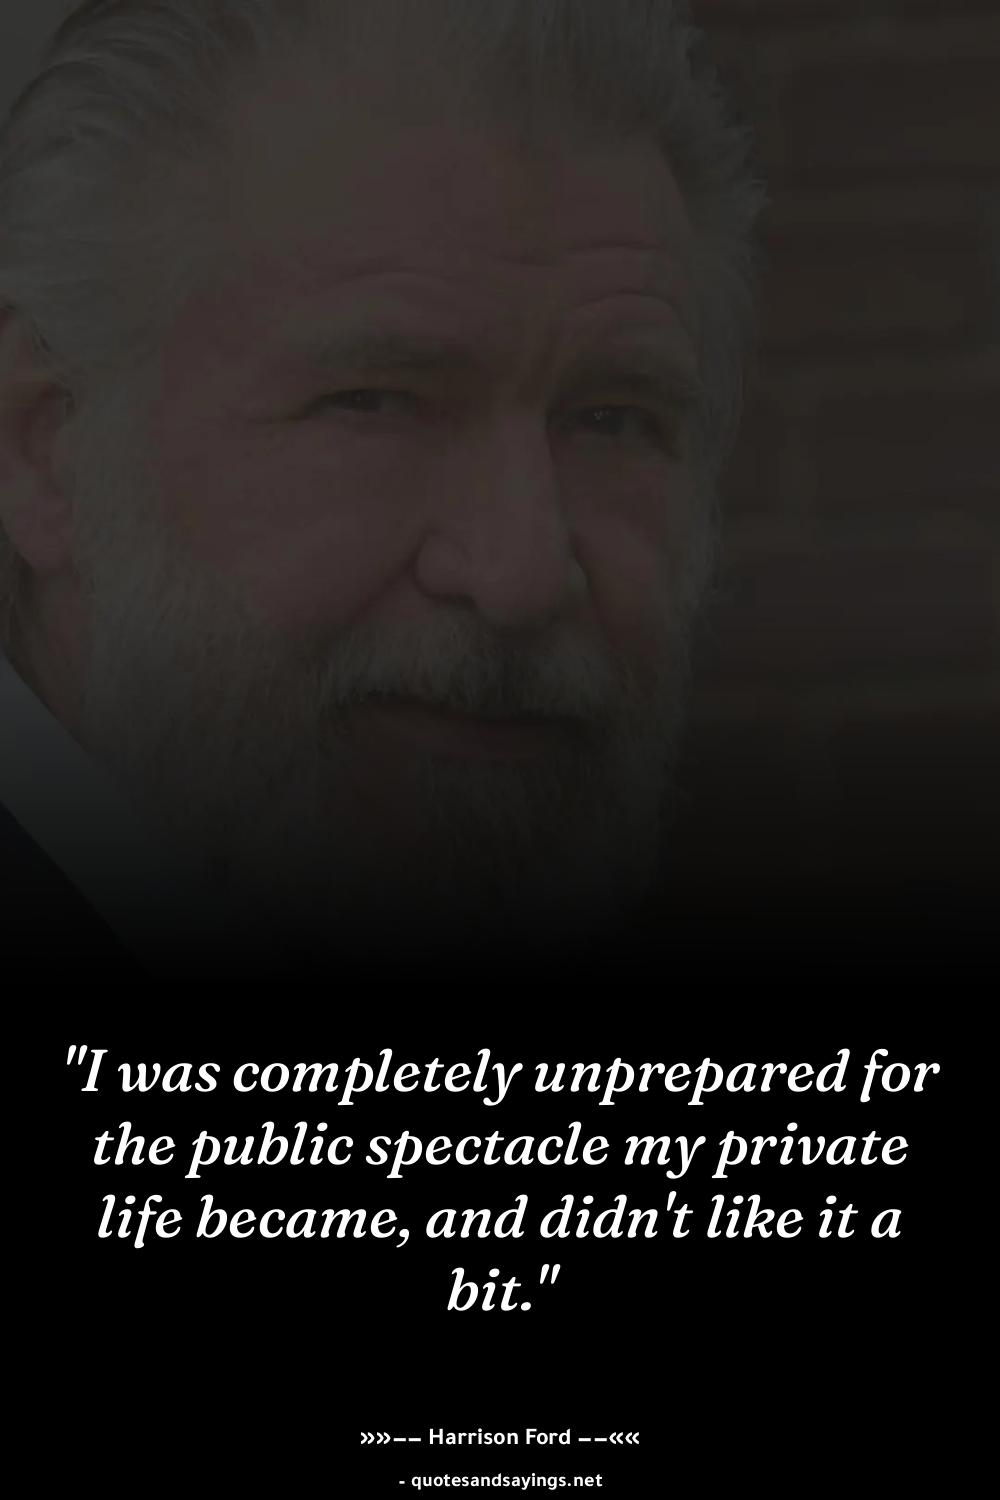 "I was completely unprepared for
the public spectacle my private
life became, and didn't like it a
bit."
»»–– Harrison Ford ––««
- quotesandsayings.net